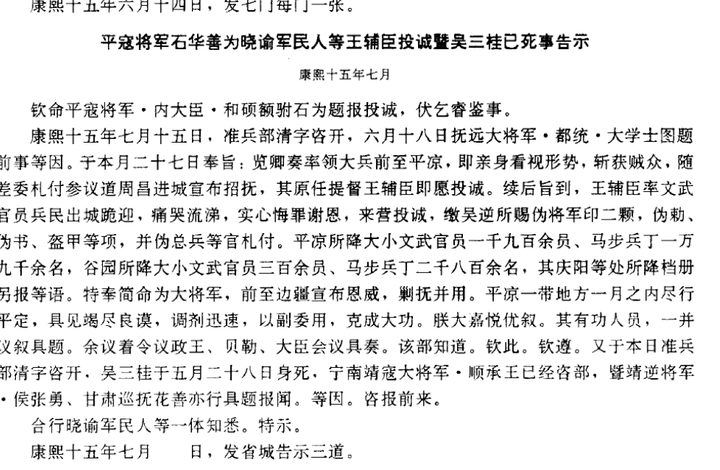 康熙十五年六月十四日，发七门每门一张。
平寇将军石华善为晓谕军民人等王辅臣投诚暨吴三桂已死事告示
康熙十五年七月
钦命平寇将军·内大臣·和硕额驸石为题报投诚，伏乞睿鉴事。
康熙十五年七月十五日，准兵部清字咨开，六月十八日抚远大将军·都统·大学士图题
前事等因。于本月二十七日奉旨：览卿奏率领大兵前至平凉，即亲身看视形势，斩获贼众，随
差委札付参议道周昌进城宣布招抚，其原任提督王辅臣即愿投诚。续后旨到，王辅臣率文武
官员兵民出城跪迎，痛哭流涕，实心悔罪谢恩，来营投诚，缴吴逆所赐伪将军印二颗，伪勅、
伪书、盔甲等项，并伪总兵等官札付。平凉所降大小文武官员一千九百余员、马步兵丁一万
九千余名，谷园所降大小文武官员三百余员、马步兵丁二千八百余名，其庆阳等处所降档册
另报等语。特奉简命为大将军，前至边疆宣布恩威，剿抚并用。平凉一带地方一月之内尽行
平定，具见竭尽良谟，调剂迅速，以副委用，克成大功。朕大嘉悦优叙。其有功人员，一并
议叙具题。余议着令议政王、贝勒、大臣会议具奏。该部知道。钦此。钦遵。又于本日准兵
部清字咨开，吴三桂于五月二十八日身死，宁南靖寇大将军·顺承王已经咨部，暨靖逆将军
·侯张勇、甘肃巡抚花善亦行具题报闻。等因。咨报前来。
合行晓谕军民人等一体知悉。特示。
康熙十五年七月　　日，发省城告示三道。